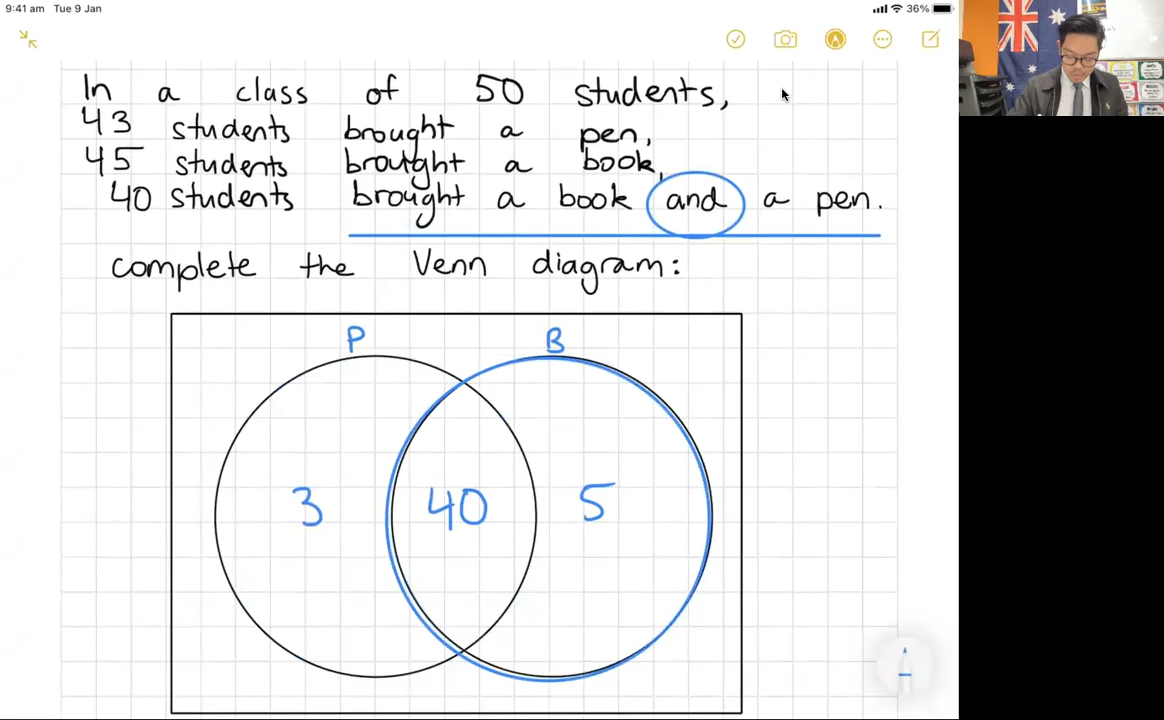 9:41 am Tue 9 Jan
36%
In a class of 50 students,
43 students brought a pen,
45 students brought a book,
40 students brought a book and a pen.
complete the Venn diagram:
P B
3 40 5